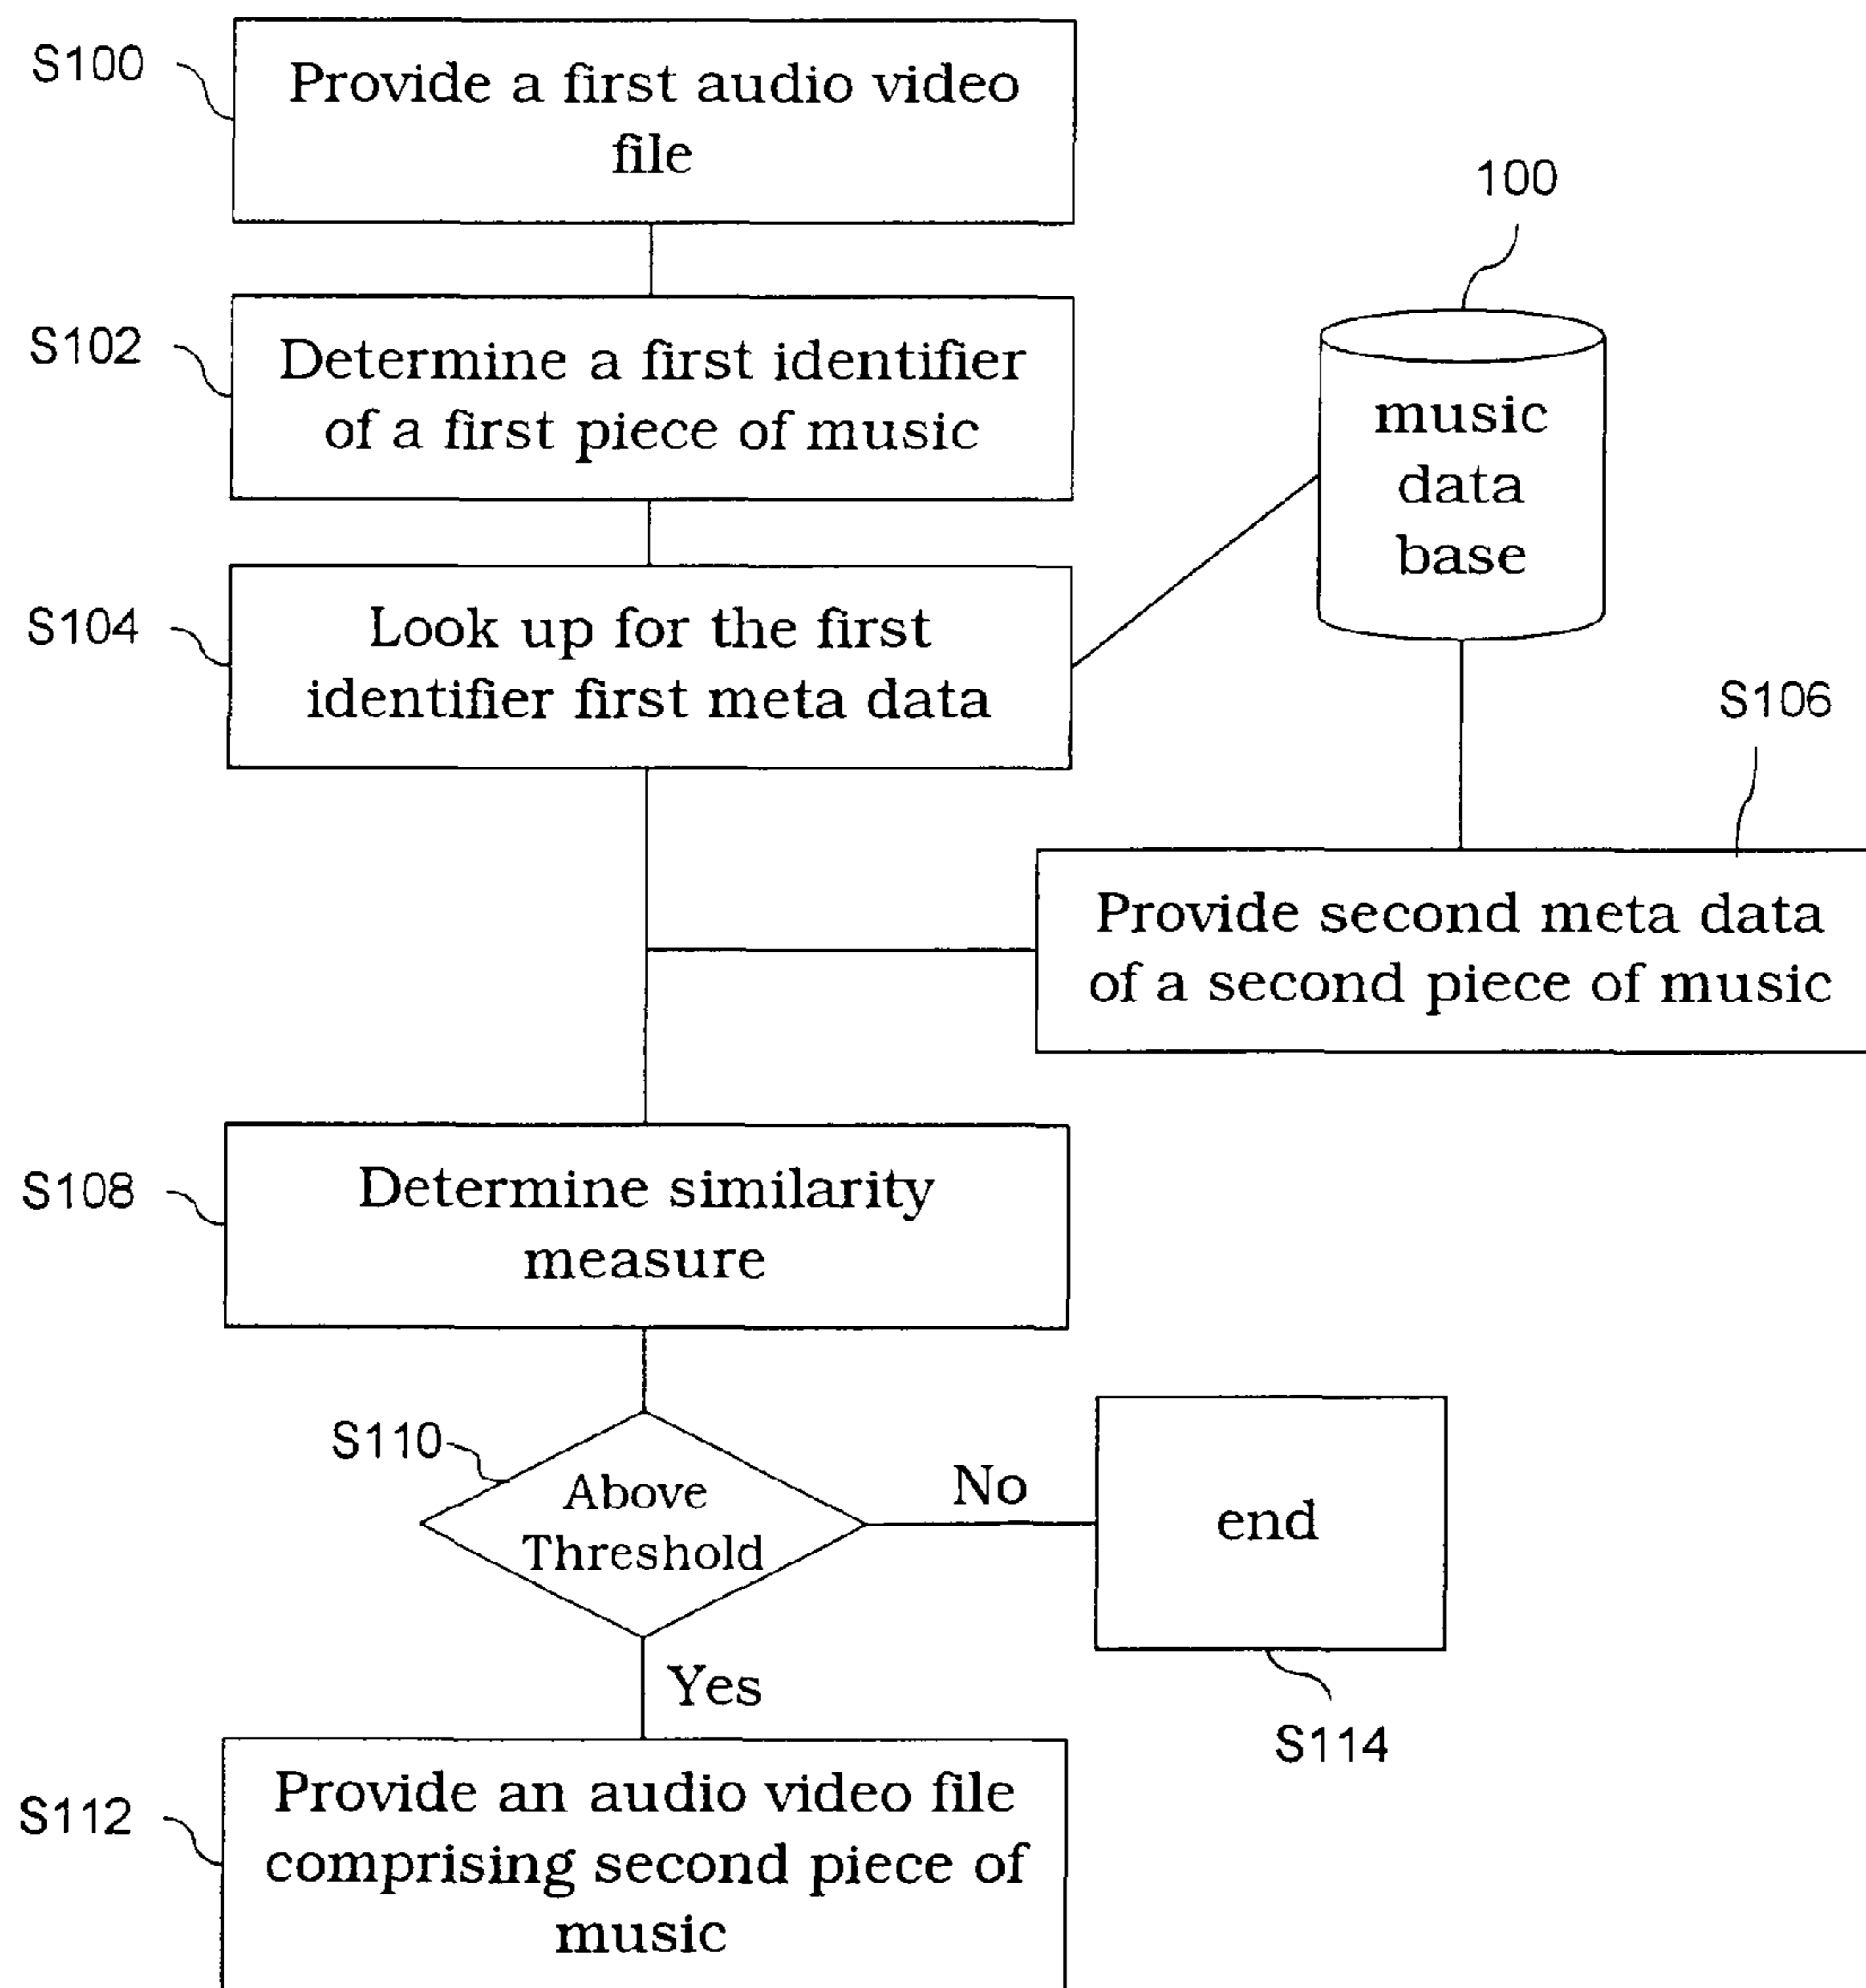 S100
Provide a first audio video
file
100
S102
Determine a first identifier
of a first piece of music
music
data
base
S104
Look up for the first
identifier first meta data
S106
Provide second meta data
of a second piece of music
S108
Determine similarity
measure
S110
Above
Threshold
No
end
Yes
S114
S112
Provide an audio video file
comprising second piece of
music